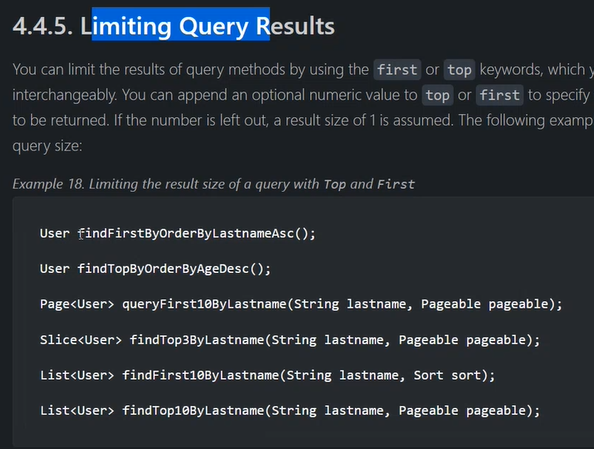 4.4.5. Limiting Query Results
You can limit the results of query methods by using the first or top keywords, which y
interchangeably. You can append an optional numeric value to top or first to specify
to be returned. If the number is left out, a result size of 1 is assumed. The following examp
query size:
Example 18. Limiting the result size of a query with Top and First
User findFirstByOrderByLastnameAsc();
User findTopByOrderByAgeDesc();
Page<User> queryFirst10ByLastname(String lastname, Pageable pageable);
Slice<User> findTop3ByLastname(String lastname, Pageable pageable);
List<User> findFirst10ByLastname(String lastname, Sort sort);
List<User> findTop10ByLastname(String lastname, Pageable pageable);